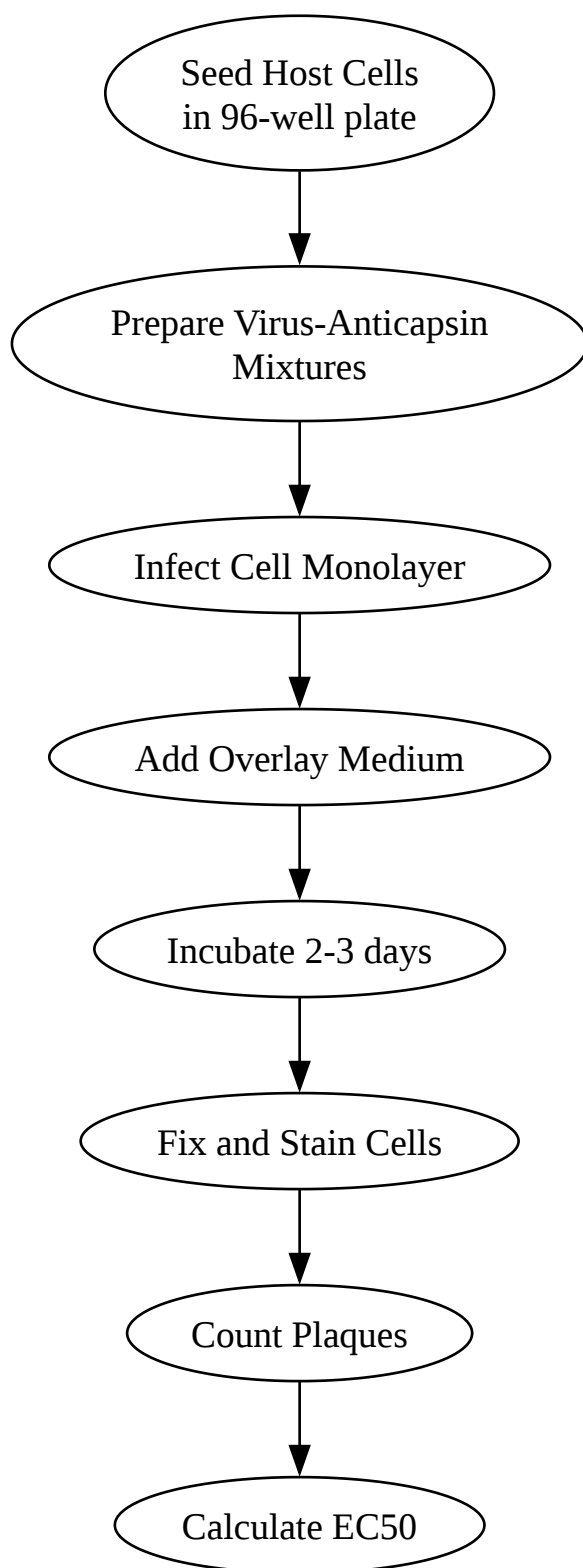 Seed Host Cells
in 96-well plate
Prepare Virus-Anticapsin
Mixtures
Infect Cell Monolayer
Add Overlay Medium
Incubate 2-3 days
Fix and Stain Cells
Count Plaques
Calculate EC50